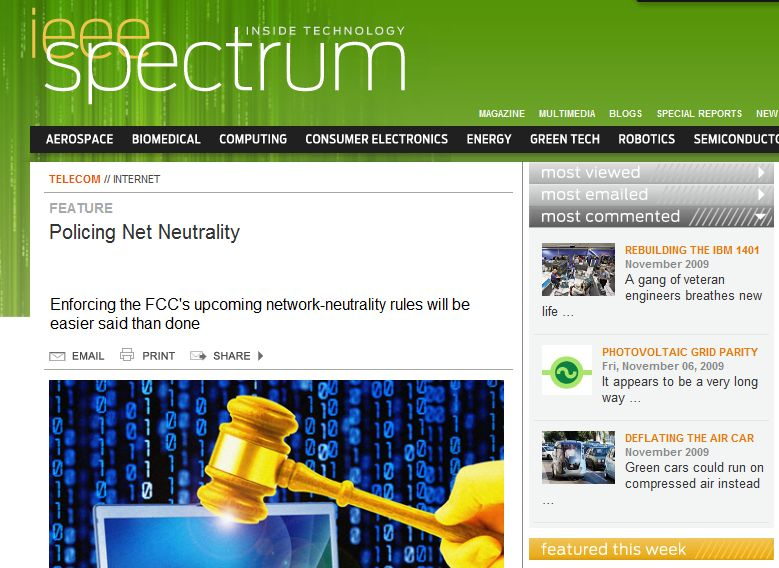 ieee
INSIDE TECHNOLOGY
spectrum
MAGAZINE MULTIMEDIA BLOGS SPECIAL REPORTS NEW
AEROSPACE BIOMEDICAL COMPUTING CONSUMER ELECTRONICS ENERGY GREEN TECH ROBOTICS SEMICONDUCTO
TELECOM // INTERNET
FEATURE
Policing Net Neutrality
Enforcing the FCC's upcoming network-neutrality rules will be
easier said than done
EMAIL PRINT SHARE
most viewed
most emailed
most commented
REBUILDING THE IBM 1401
November 2009
A gang of veteran
engineers breathes new
life ...
PHOTOVOLTAIC GRID PARITY
Fri, November 06, 2009
It appears to be a very long
way ...
DEFLATING THE AIR CAR
November 2009
Green cars could run on
compressed air instead
...
featured this week